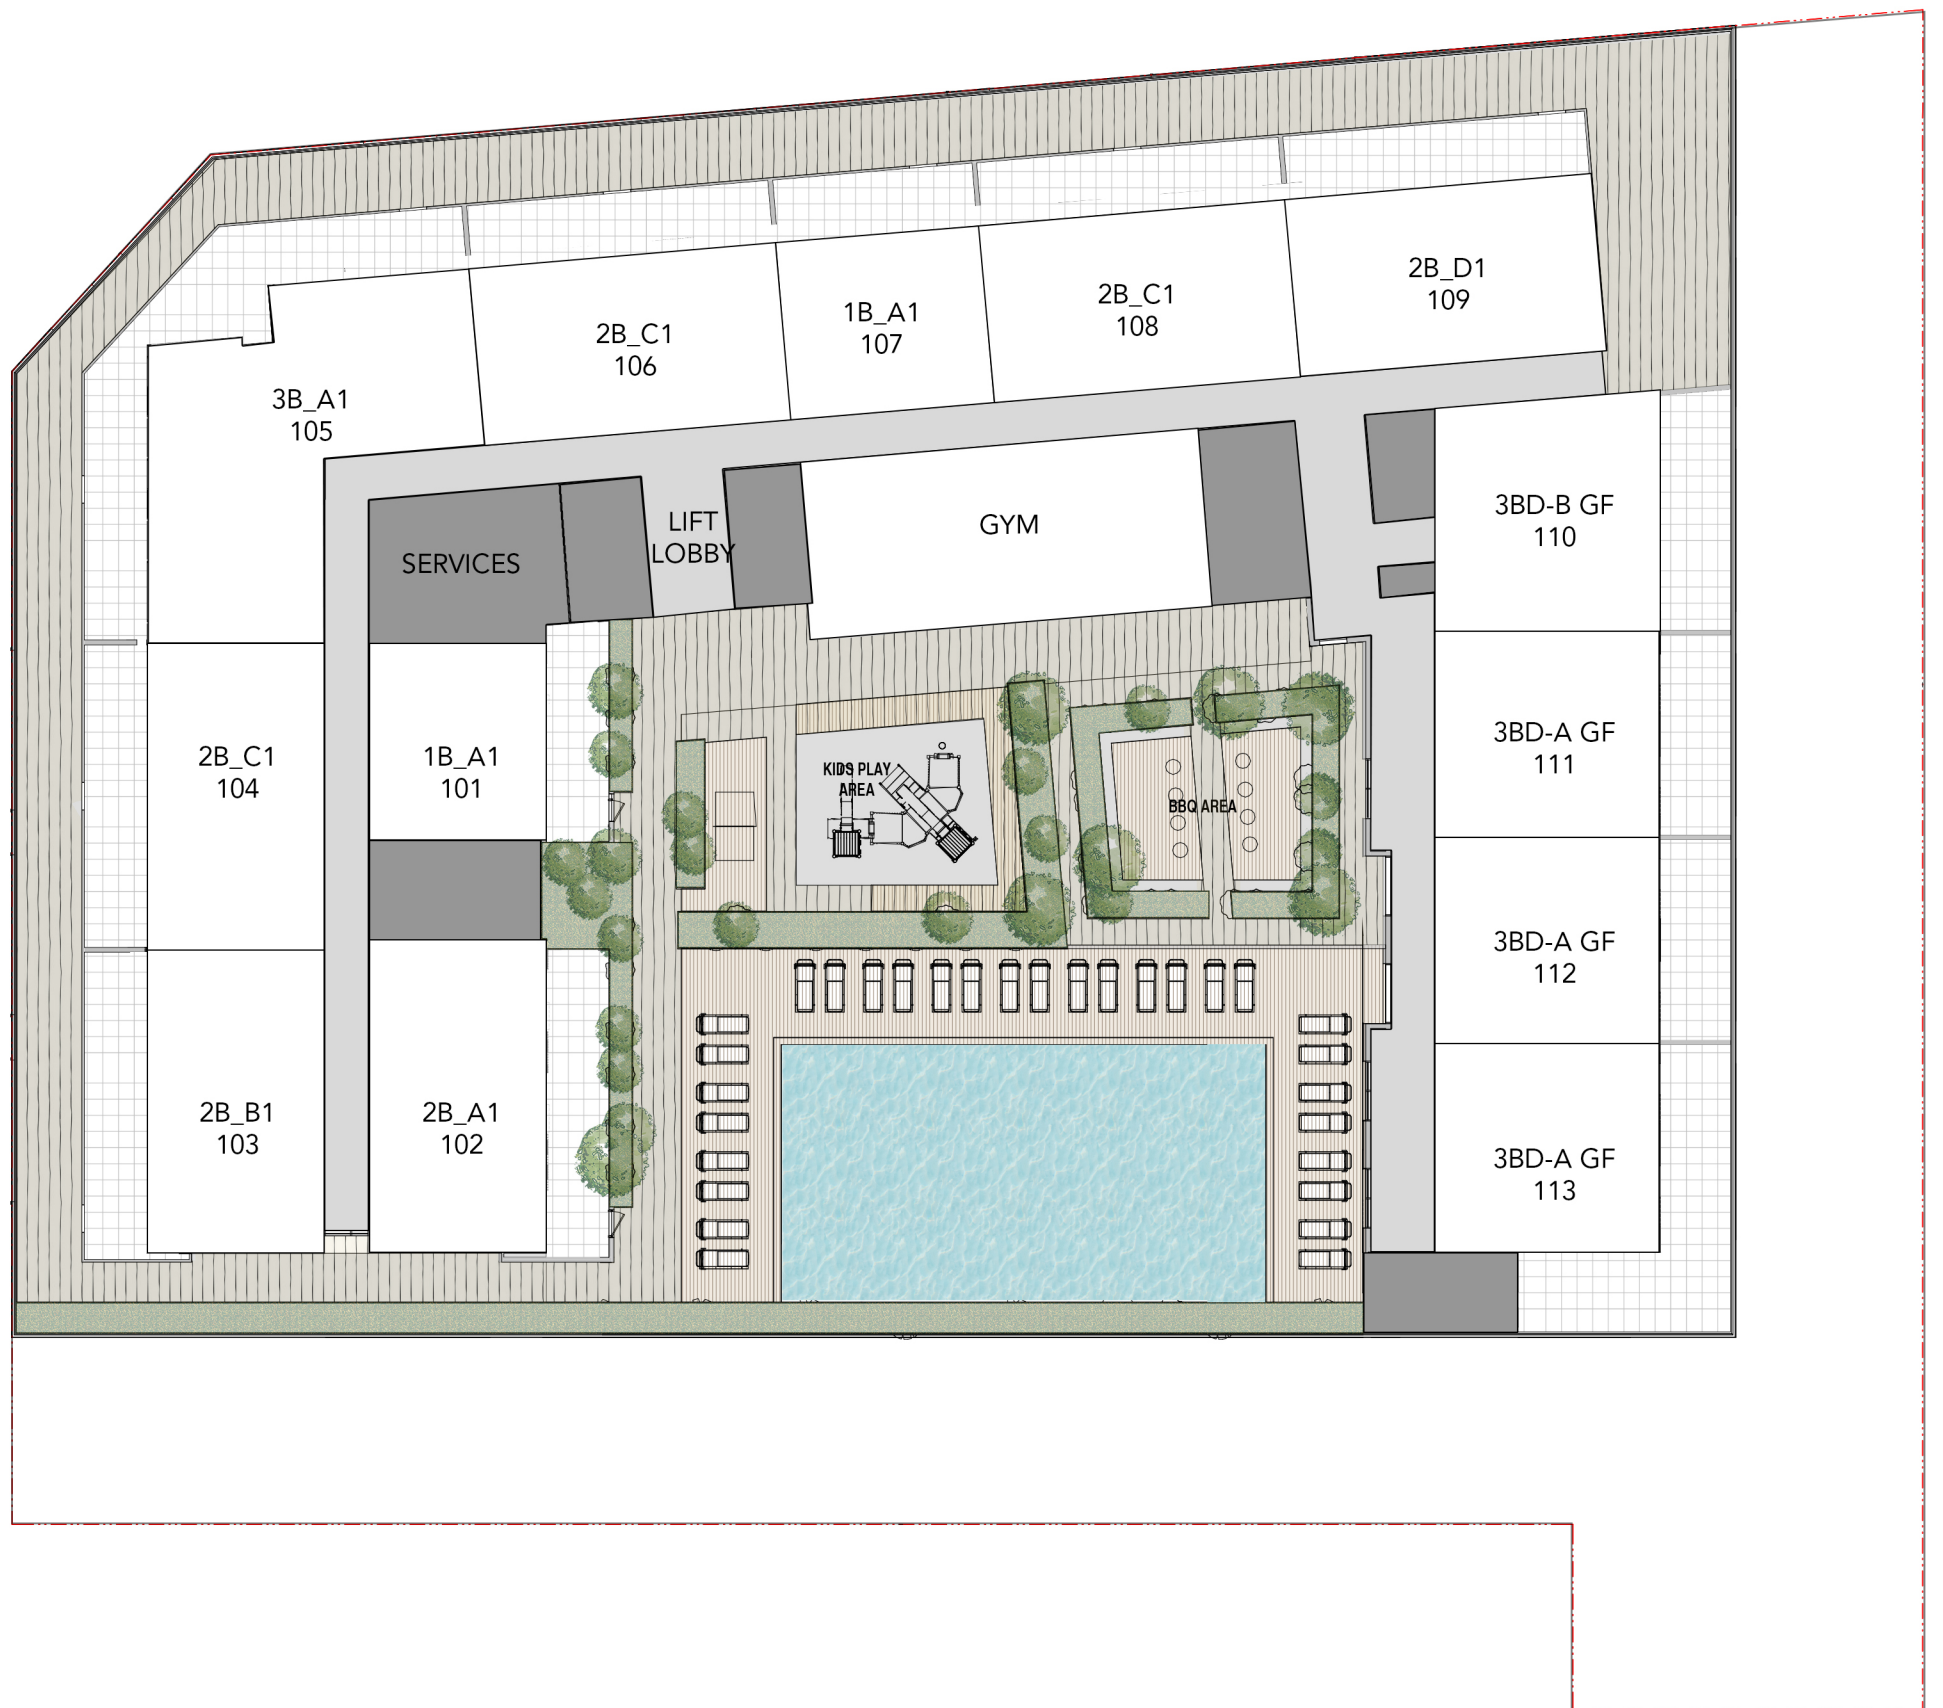 2B_D1
109
2B_C1
108
1B_A1
107
2B_C1
106
3B_A1
105
3BD-B GF
110
LIFT
LOBBY
GYM
SERVICES
3BD-A GF
111
2B_C1
104
1B_A1
101
KIDS PLAY
AREA
BBQ AREA
3BD-A GF
112
2B_B1
103
2B_A1
102
3BD-A GF
113